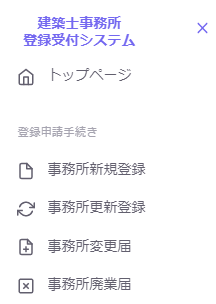 建築士事務所
登録受付システム
トップページ
登録申請手続き
事務所新規登録
事務所更新登録
事務所変更届
事務所廃業届